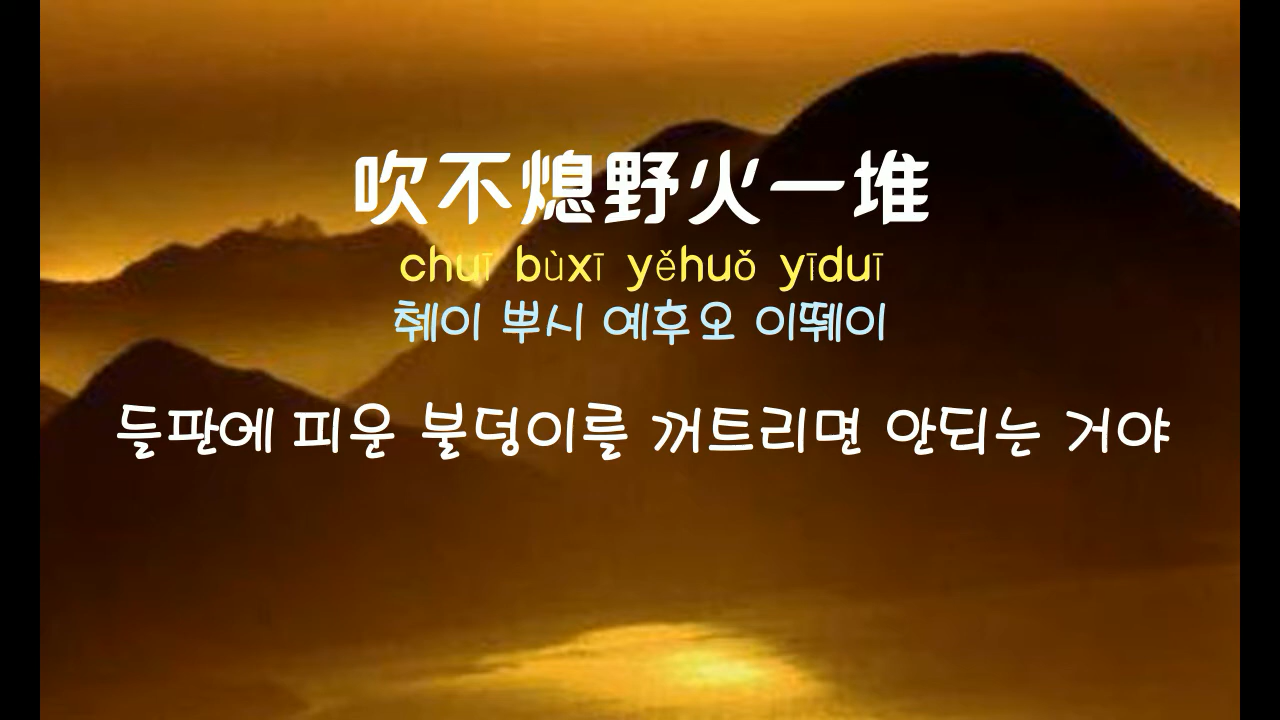 吹不熄野火一堆
chuī bùxī yěhuǒ yīduī
췌이 뿌시 예후오 이뛔이
들판에 피운 불덩이를 꺼트리면 안되는 거야